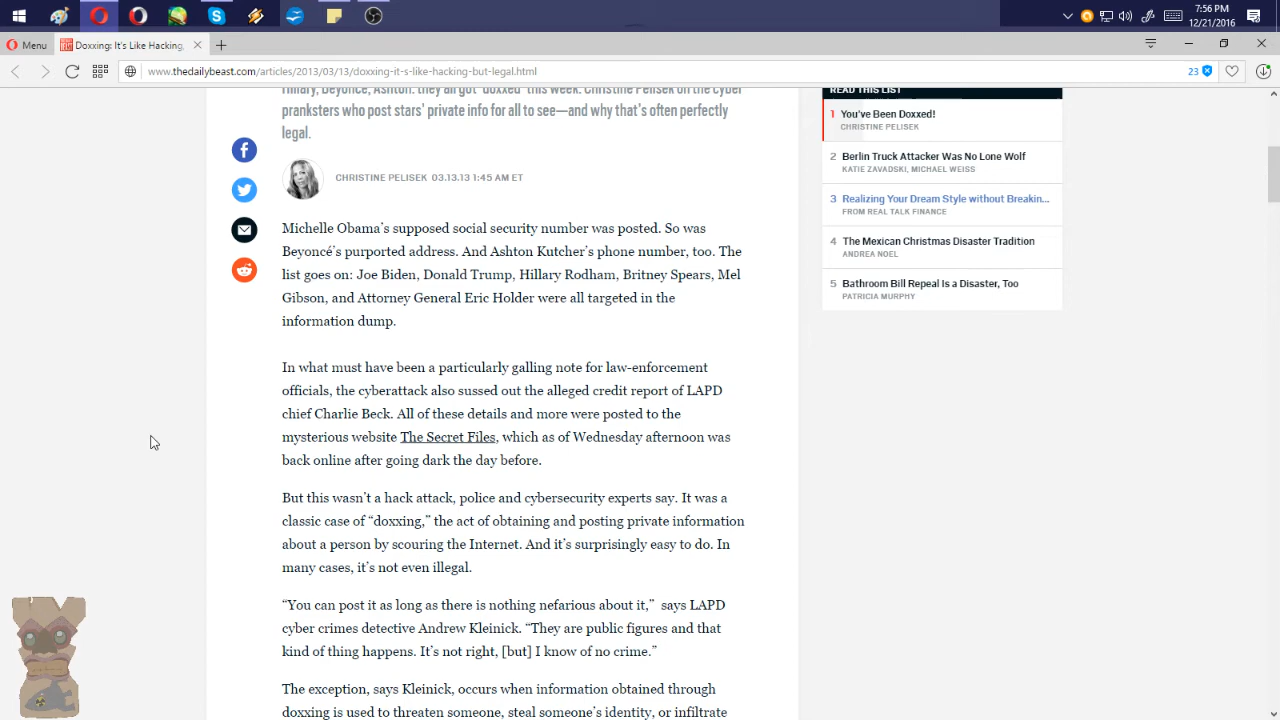 7:56 PM
12/21/2016
Menu
Doxxing: It's Like Hacking,
www.thedailybeast.com/articles/2013/03/13/doxxing-it-s-like-hacking-but-legal.html
23
Hillary, Beyoncé, Ashton: they all got 'doxxed' this week. Christine Pelisek on the cyber
pranksters who post stars' private info for all to see—and why that's often perfectly
legal.
CHRISTINE PELISEK 03.13.13 1:45 AM ET
Michelle Obama's supposed social security number was posted. So was
Beyoncé's purported address. And Ashton Kutcher's phone number, too. The
list goes on: Joe Biden, Donald Trump, Hillary Rodham, Britney Spears, Mel
Gibson, and Attorney General Eric Holder were all targeted in the
information dump.
In what must have been a particularly galling note for law-enforcement
officials, the cyberattack also sussed out the alleged credit report of LAPD
chief Charlie Beck. All of these details and more were posted to the
mysterious website The Secret Files, which as of Wednesday afternoon was
back online after going dark the day before.
But this wasn't a hack attack, police and cybersecurity experts say. It was a
classic case of “doxxing,” the act of obtaining and posting private information
about a person by scouring the Internet. And it's surprisingly easy to do. In
many cases, it's not even illegal.
“You can post it as long as there is nothing nefarious about it,”  says LAPD
cyber crimes detective Andrew Kleinick. “They are public figures and that
kind of thing happens. It's not right, [but] I know of no crime.”
The exception, says Kleinick, occurs when information obtained through
doxxing is used to threaten someone, steal someone's identity, or infiltrate
READ THIS LIST
1 You've Been Doxxed!
CHRISTINE PELISEK
2 Berlin Truck Attacker Was No Lone Wolf
KATIE ZAVADSKI, MICHAEL WEISS
3 Realizing Your Dream Style without Breakin...
FROM REAL TALK FINANCE
4 The Mexican Christmas Disaster Tradition
ANDREA NOEL
5 Bathroom Bill Repeal Is a Disaster, Too
PATRICIA MURPHY